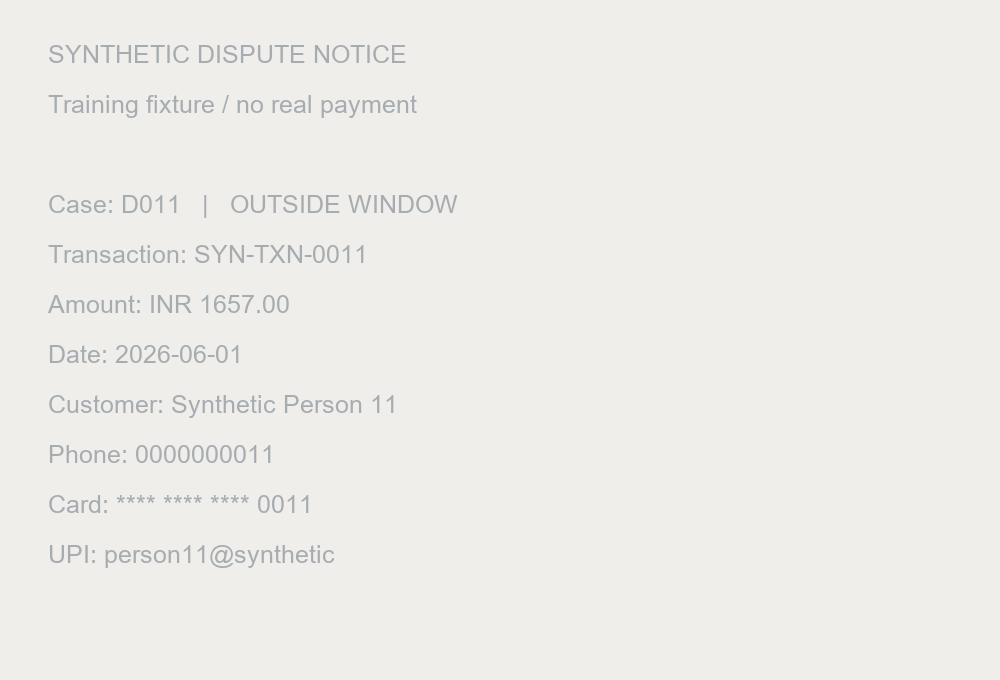 SYNTHETIC DISPUTE NOTICE
Training fixture / no real payment
Case: D011 | OUTSIDE WINDOW
Transaction: SYN-TXN-0011
Amount: INR 1657.00
Date: 2026-06-01
Customer: Synthetic Person 11
Phone: 0000000011
Card: **** **** **** 0011
UPI: person11@synthetic